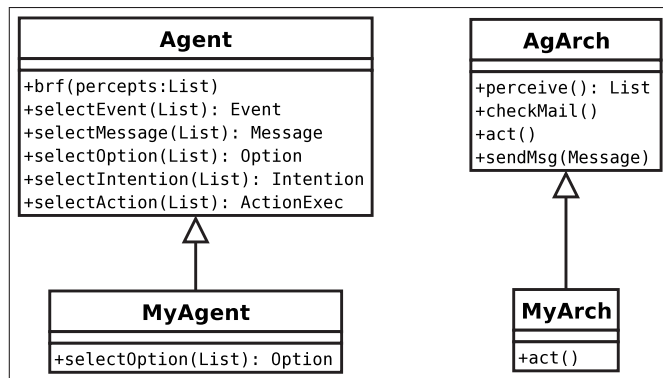 Agent
+brf(percepts:List)
+selectEvent(List): Event
+selectMessage(List): Message
+selectOption(List): Option
+selectIntention(List): Intention
+selectAction(List): ActionExec
AgArch
+perceive(): List
+checkMail()
+act()
+sendMsg(Message)
MyAgent
+selectOption(List): Option
MyArch
+act()